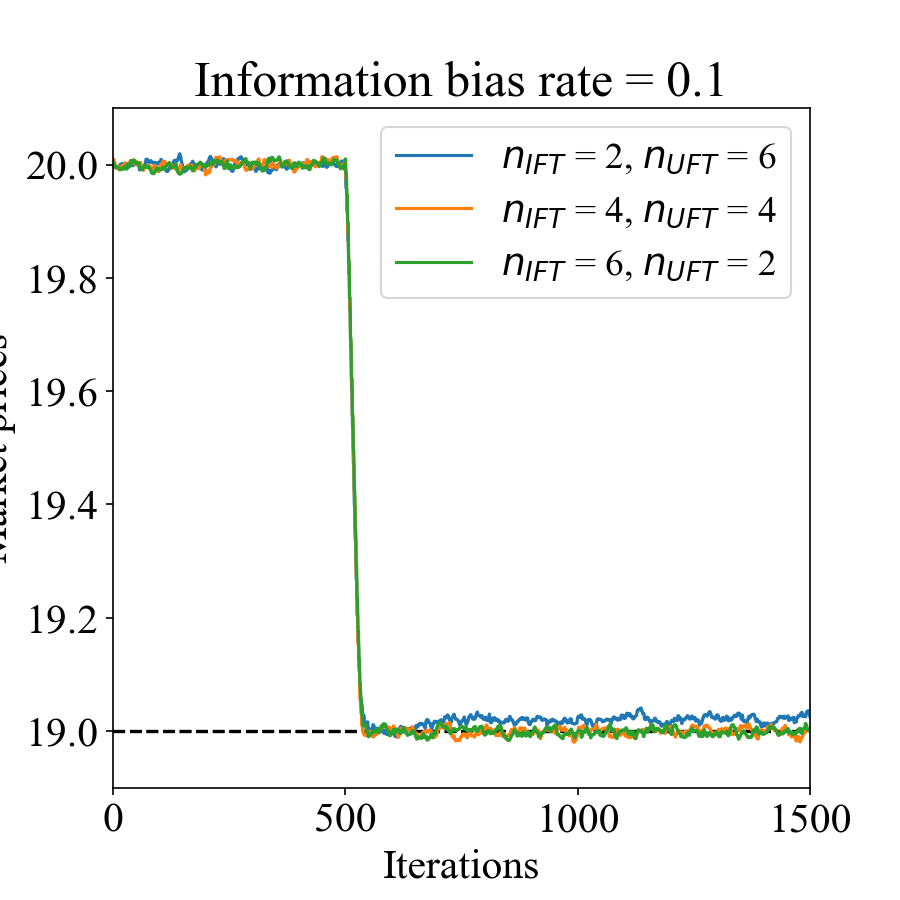 Information bias rate = 0.1
n_IFT = 2, n_UFT = 6
n_IFT = 4, n_UFT = 4
n_IFT = 6, n_UFT = 2
20.0
19.8
19.6
19.4
19.2
19.0
0 500 1000 1500
Iterations
Market prices